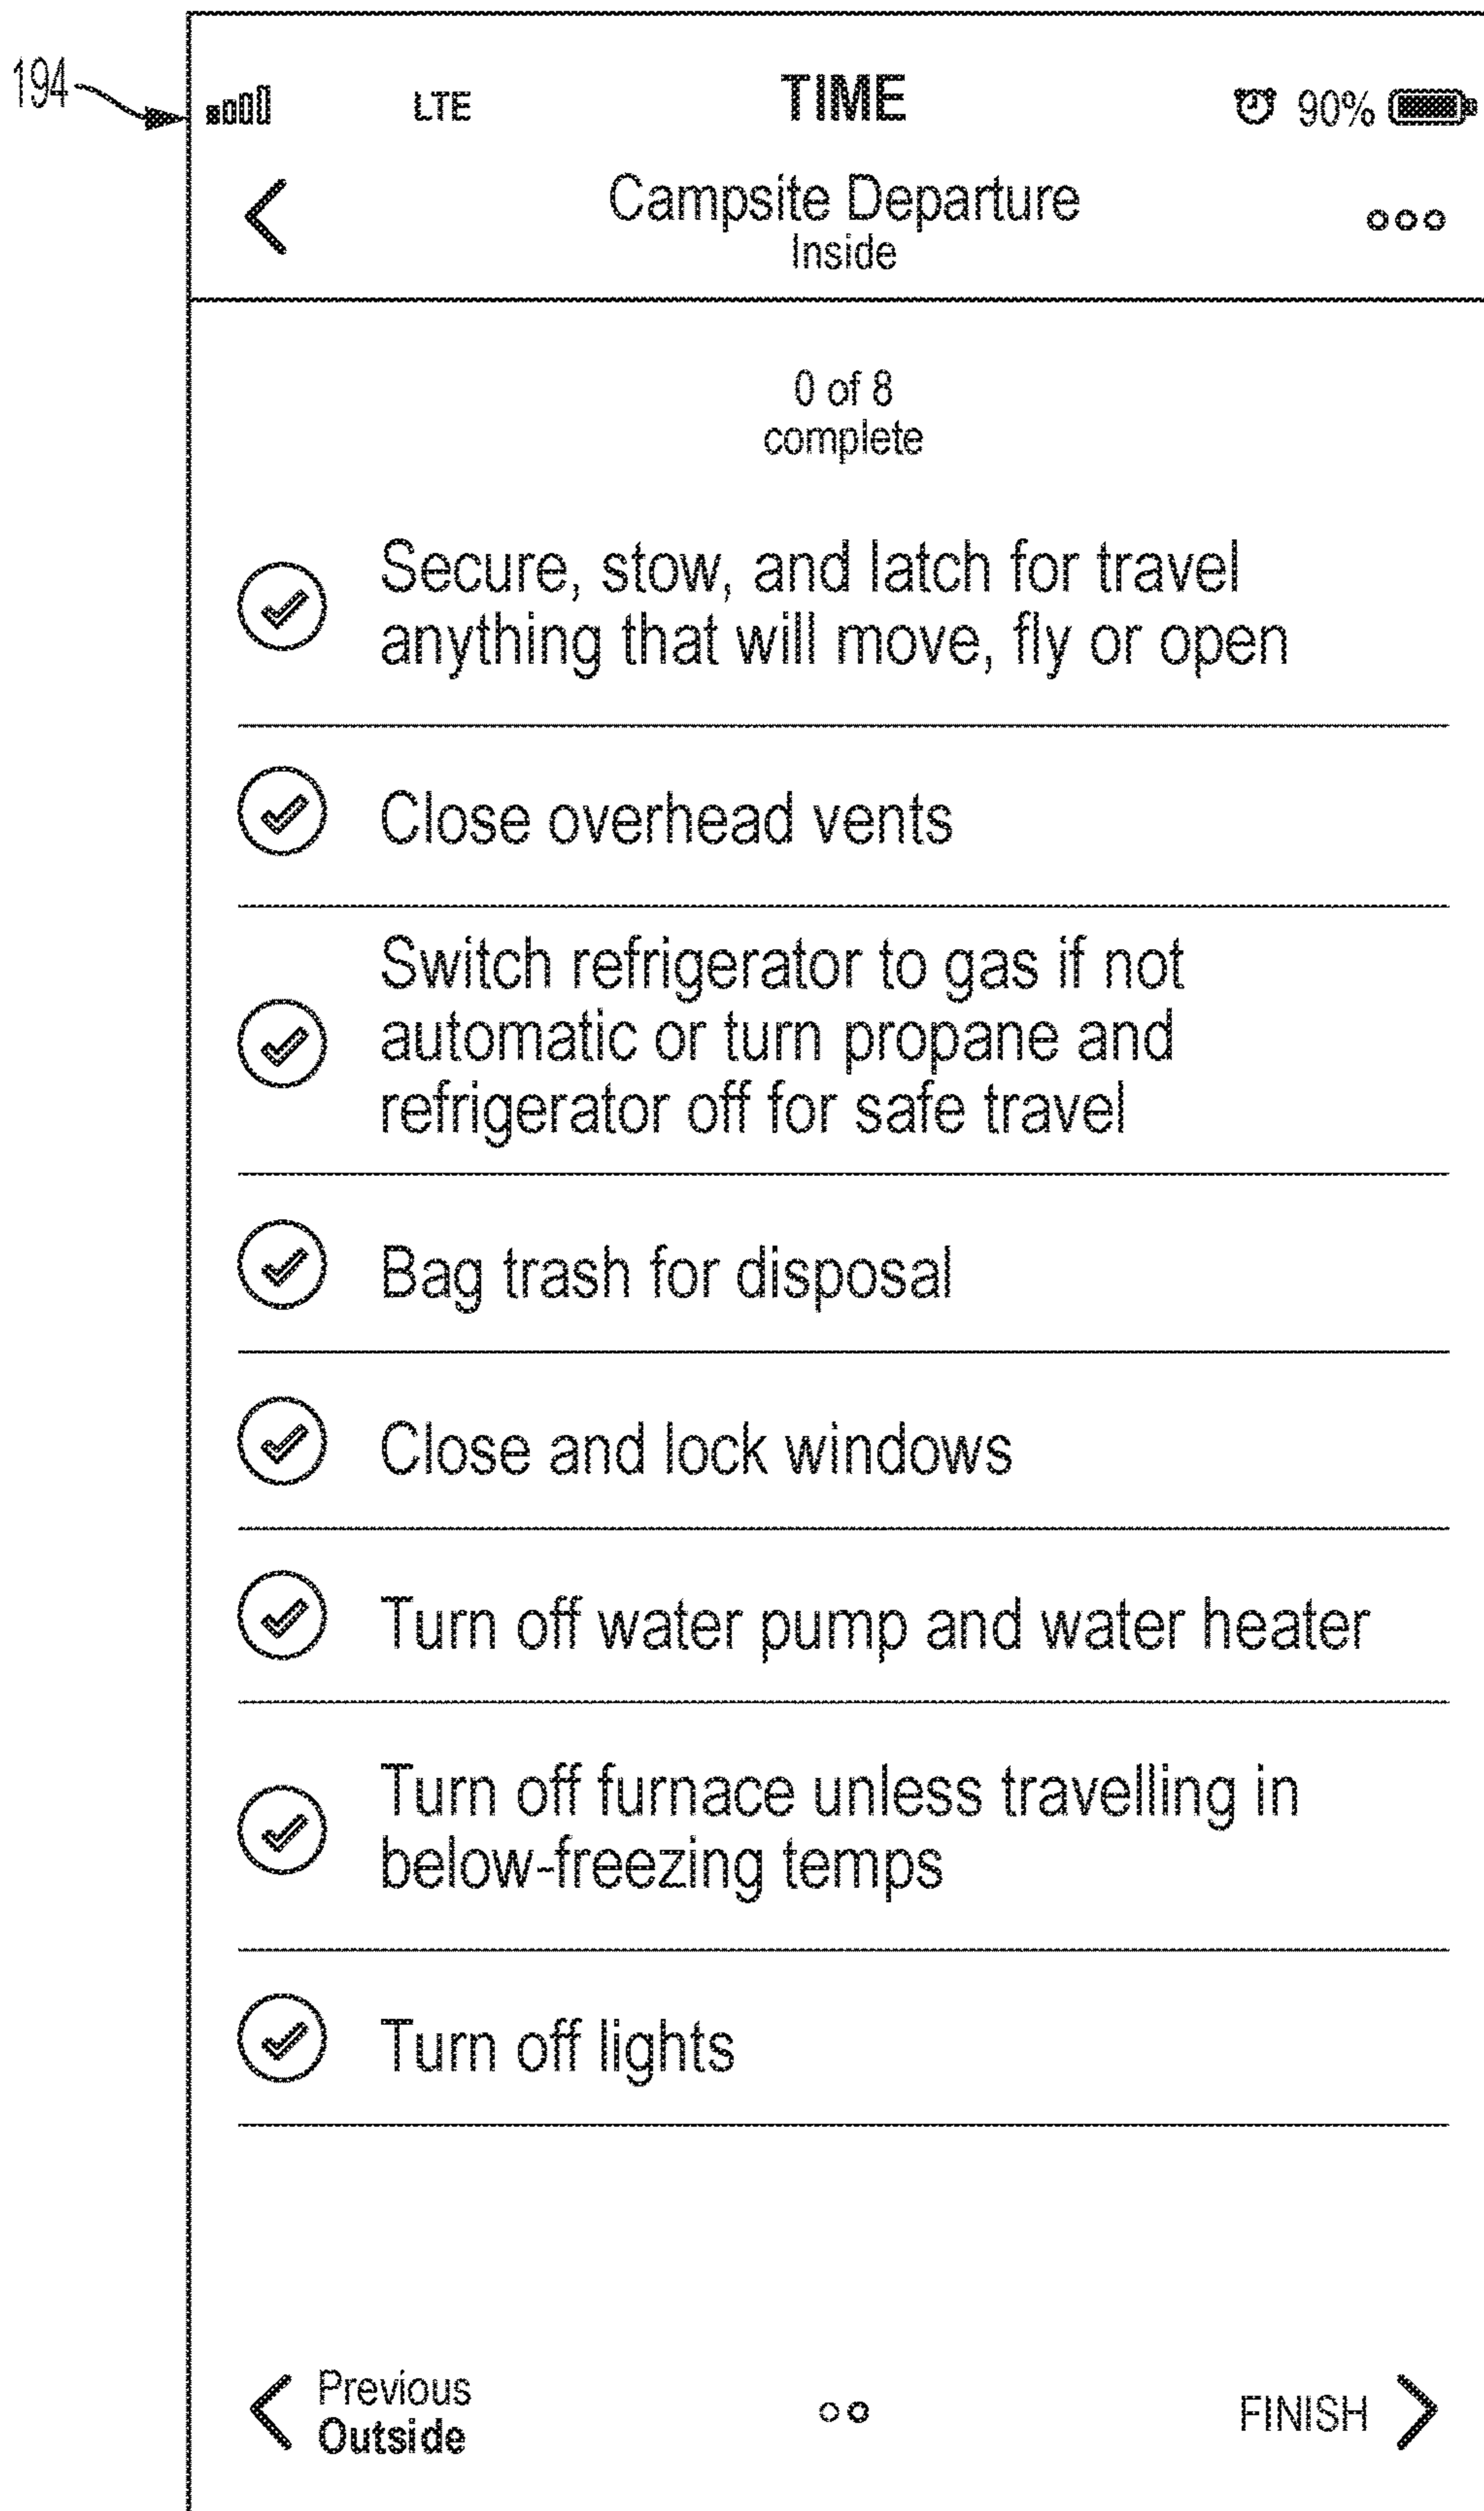 194
LTE
TIME
90%
Campsite Departure
Inside
0 of 8
complete
Secure, stow, and latch for travel
anything that will move, fly or open
Close overhead vents
Switch refrigerator to gas if not
automatic or turn propane and
refrigerator off for safe travel
Bag trash for disposal
Close and lock windows
Turn off water pump and water heater
Turn off furnace unless travelling in
below-freezing temps
Turn off lights
Previous
Outside
FINISH